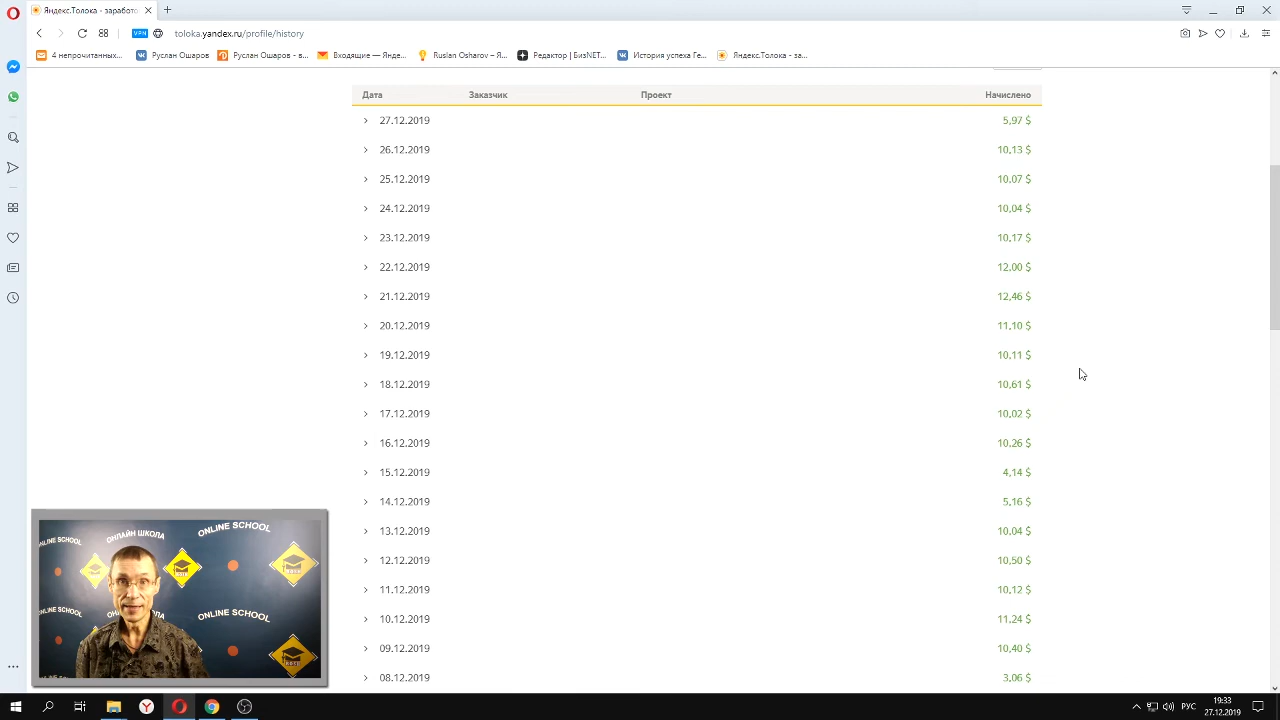 Яндекс.Толока - заработо
toloka.yandex.ru/profile/history
VPN
4 непрочитанных...
Руслан Ошаров
Руслан Ошаров - в...
Входящие — Янде...
Ruslan Osharov – Я...
Редактор | БизNET...
История успеха Ге...
Яндекс.Толока - за...
Дата Заказчик Проект Начислено
27.12.2019 5,97 $
26.12.2019 10,13 $
25.12.2019 10,07 $
24.12.2019 10,04 $
23.12.2019 10,17 $
22.12.2019 12,00 $
21.12.2019 12,46 $
20.12.2019 11,10 $
19.12.2019 10,11 $
18.12.2019 10,61 $
17.12.2019 10,02 $
16.12.2019 10,26 $
15.12.2019 4,14 $
14.12.2019 5,16 $
13.12.2019 10,04 $
12.12.2019 10,50 $
11.12.2019 10,12 $
10.12.2019 11,24 $
09.12.2019 10,40 $
08.12.2019 3,06 $
NLINE SCHOOL
ОНЛАЙН ШКОЛА
ONLINE SCHOOL
NLINE SCHOOL
ONLINE SCHOOL
РУС
19:33
27.12.2019